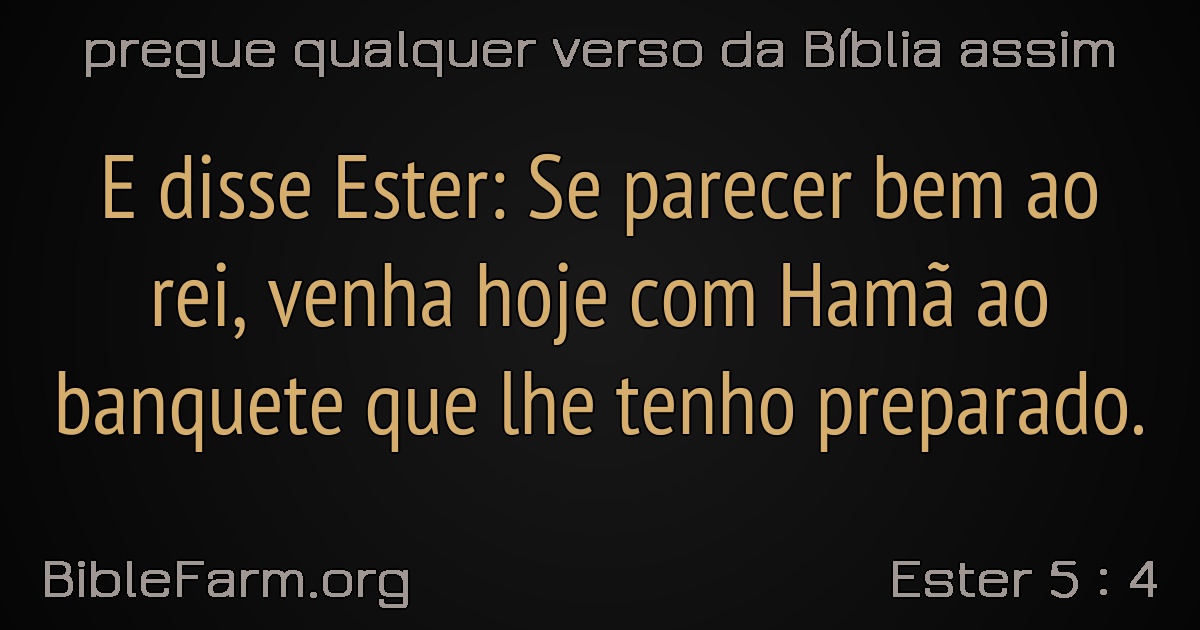 pregue qualquer verso da Bíblia assim
E disse Ester: Se parecer bem ao
rei, venha hoje com Hamã ao
banquete que lhe tenho preparado.
BibleFarm.org
Ester 5 : 4